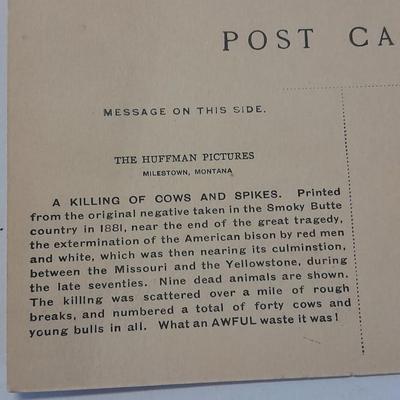 POST CA
MESSAGE ON THIS SIDE.
THE HUFFMAN PICTURES
MILESTOWN, MONTANA
A KILLING OF COWS AND SPIKES. Printed
from the original negative taken in the Smoky Butte
country in 1881, near the end of the great tragedy,
the extermination of the American bison by red men
and white, which was then nearing its culminstion,
between the Missouri and the Yellowstone, during
the late seventies. Nine dead animals are shown.
The killing was scattered over a mile of rough
breaks, and numbered a total of forty cows and
young bulls in all. What an AWFUL waste it was!